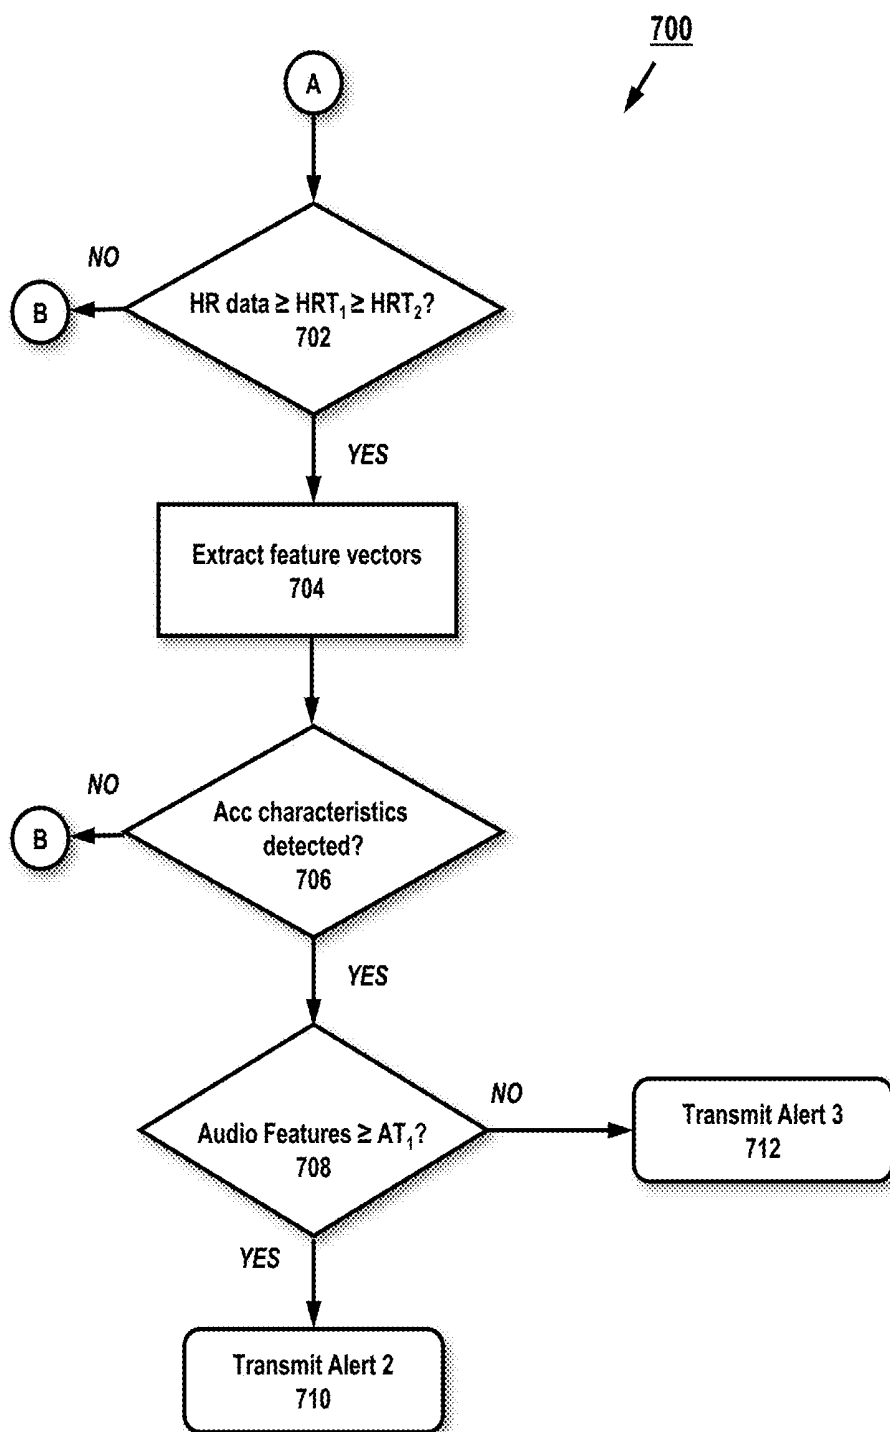 700
A
NO
B
HR data ≥ HRT₁ ≥ HRT₂?
702
YES
Extract feature vectors
704
NO
B
Acc characteristics
detected?
706
YES
NO
Audio Features ≥ AT₁?
708
Transmit Alert 3
712
YES
Transmit Alert 2
710